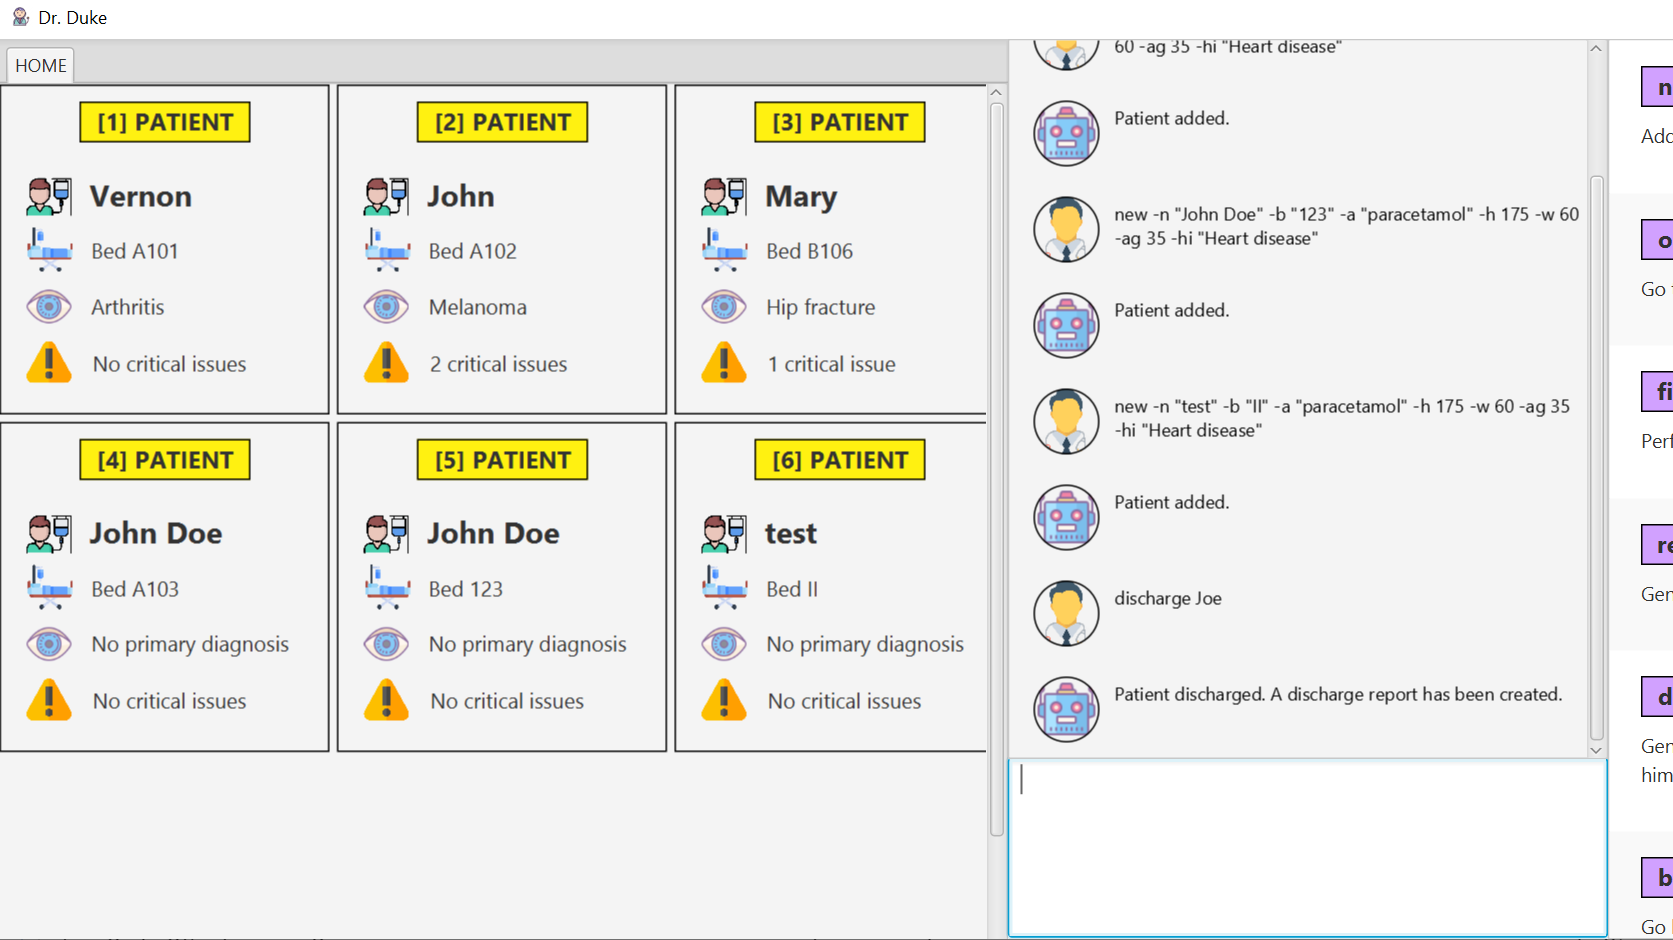 Dr. Duke
HOME
[1] PATIENT
Vernon
Bed A101
Arthritis
No critical issues
[2] PATIENT
John
Bed A102
Melanoma
2 critical issues
[3] PATIENT
Mary
Bed B106
Hip fracture
1 critical issue
[4] PATIENT
John Doe
Bed A103
No primary diagnosis
No critical issues
[5] PATIENT
John Doe
Bed 123
No primary diagnosis
No critical issues
[6] PATIENT
test
Bed II
No primary diagnosis
No critical issues
60 -ag 35 -hi "Heart disease"
Patient added.
new -n "John Doe" -b "123" -a "paracetamol" -h 175 -w 60
-ag 35 -hi "Heart disease"
Patient added.
new -n "test" -b "II" -a "paracetamol" -h 175 -w 60 -ag 35
-hi "Heart disease"
Patient added.
discharge Joe
Patient discharged. A discharge report has been created.
n
Add
o
Go
fi
Perf
re
Gen
d
Gen
him
b
Go